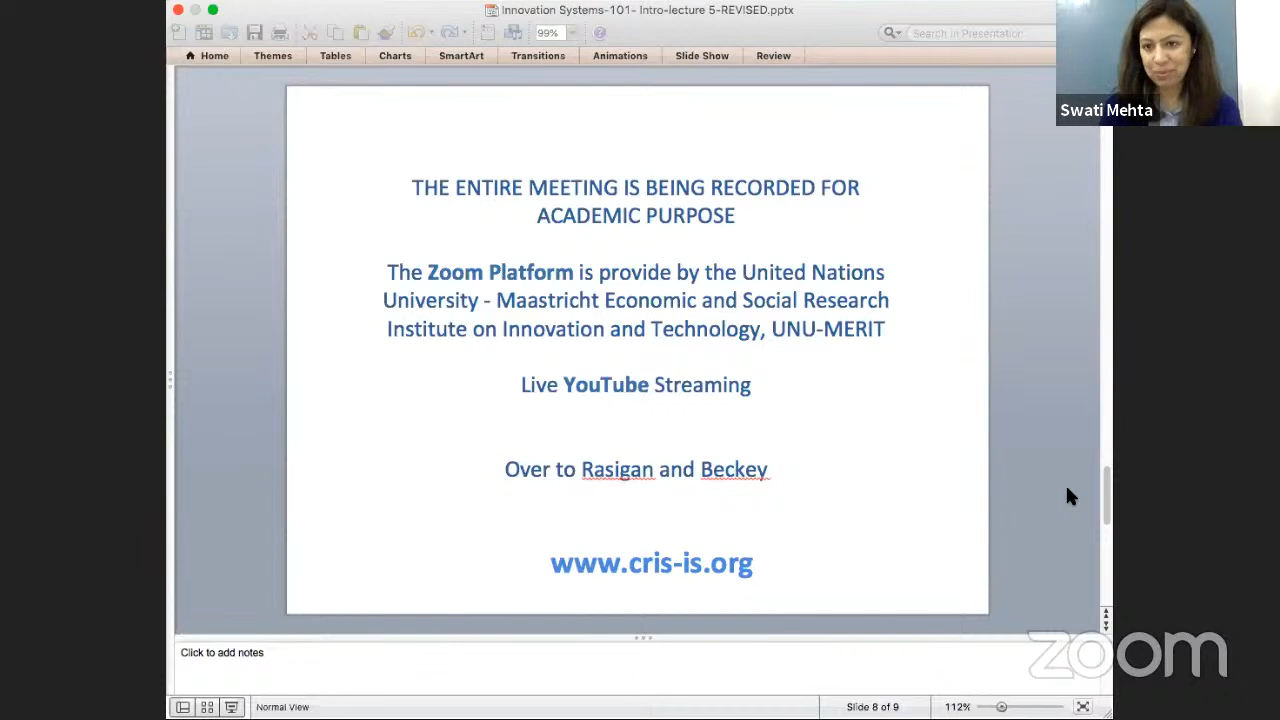 Innovation Systems-101- Intro-lecture 5-REVISED.pptx
99%
Search in Presentation
Home Themes Tables Charts SmartArt Transitions Animations Slide Show Review
Swati Mehta
THE ENTIRE MEETING IS BEING RECORDED FOR
ACADEMIC PURPOSE
The Zoom Platform is provide by the United Nations
University - Maastricht Economic and Social Research
Institute on Innovation and Technology, UNU-MERIT
Live YouTube Streaming
Over to Rasigan and Beckey
www.cris-is.org
Click to add notes
zoom
Normal View Slide 8 of 9 112%